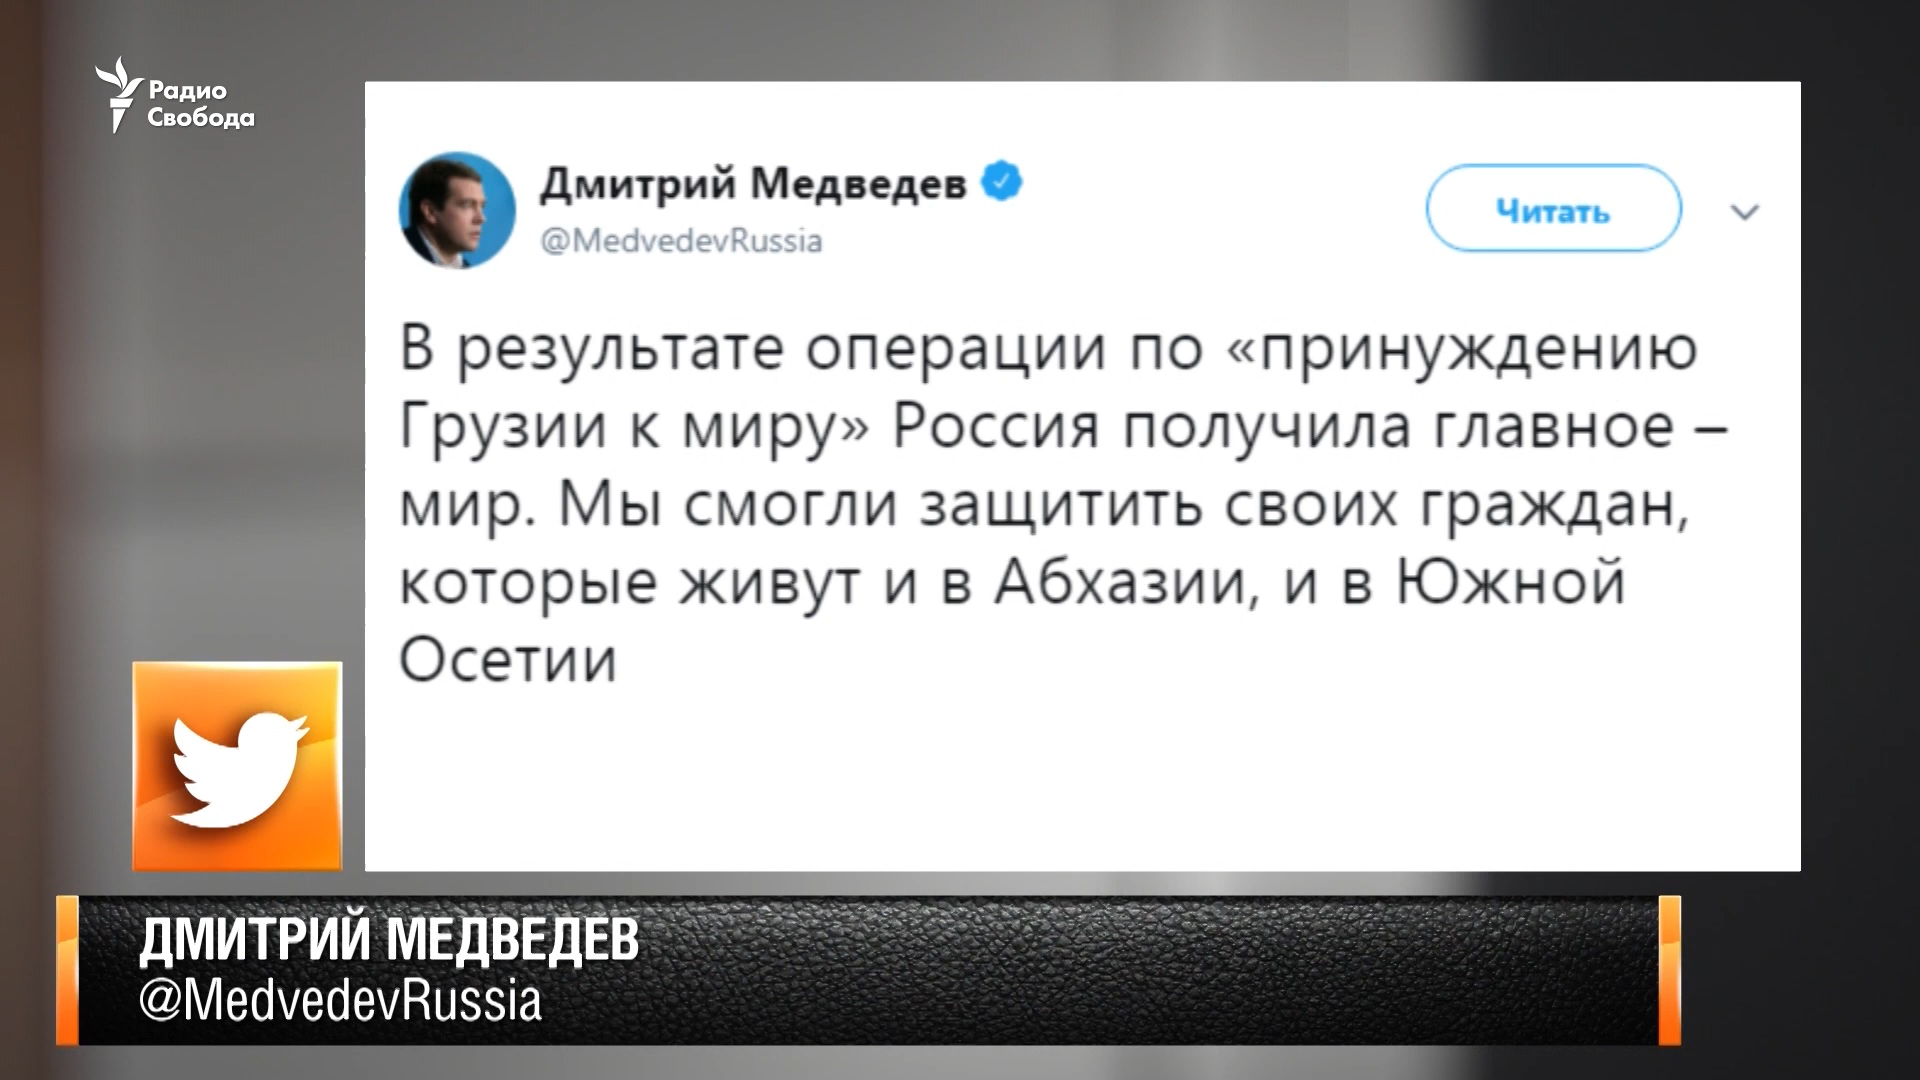 Радио
Свобода
Дмитрий Медведев
@MedvedevRussia
Читать
В результате операции по «принуждению
Грузии к миру» Россия получила главное –
мир. Мы смогли защитить своих граждан,
которые живут и в Абхазии, и в Южной
Осетии
ДМИТРИЙ МЕДВЕДЕВ
@MedvedevRussia